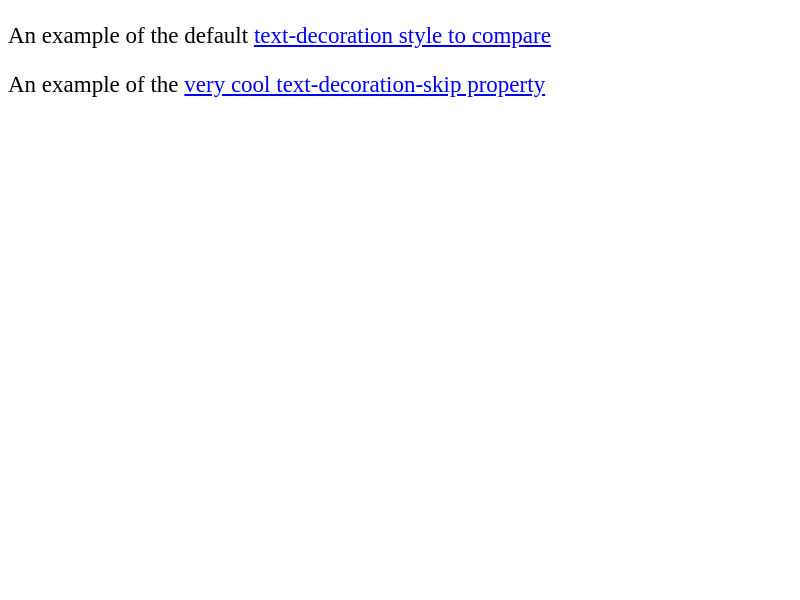 An example of the default text-decoration style to compare
An example of the very cool text-decoration-skip property